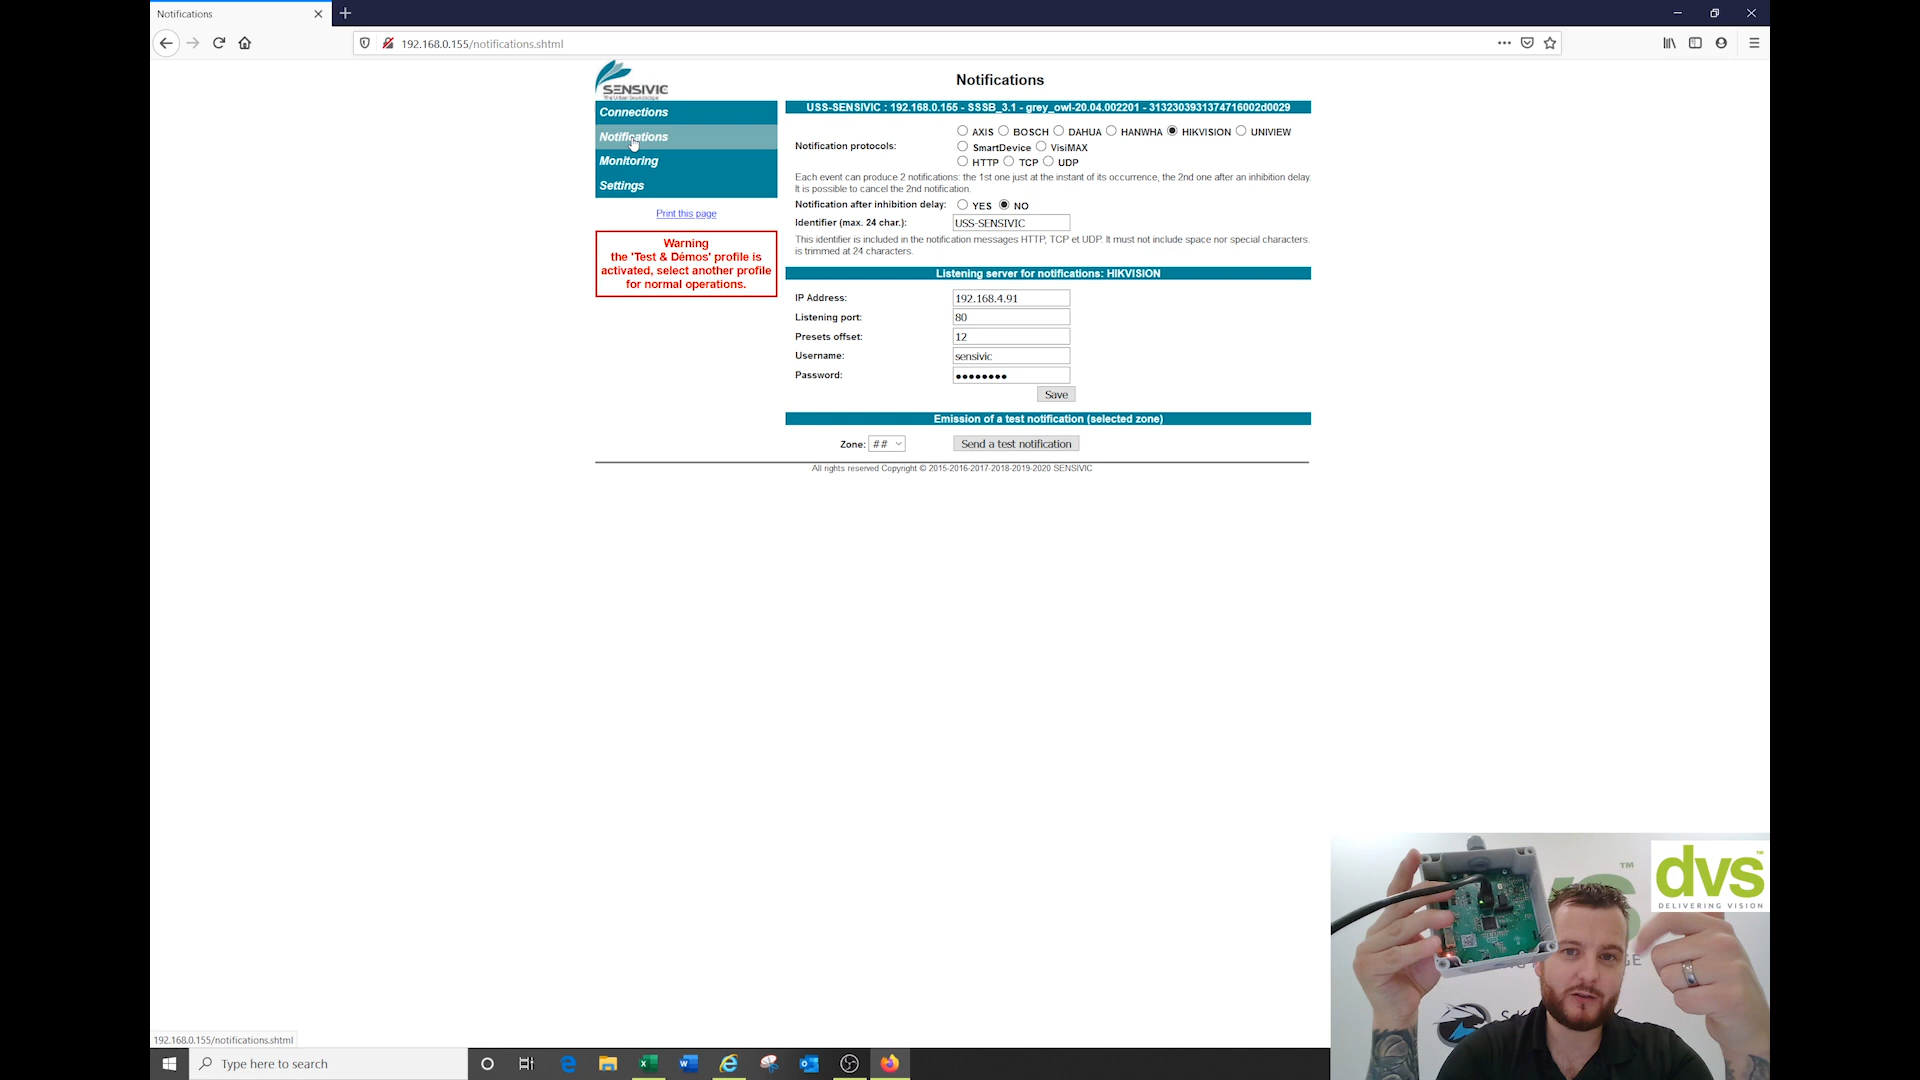 Notifications
192.168.0.155/notifications.shtml
SENSIVIC
Notifications
Connections
Notifications
Monitoring
Settings
Print this page
Warning
the 'Test & Démos' profile is
activated, select another profile
for normal operations.
USS-SENSIVIC : 192.168.0.155 - SSSB_3.1 - grey_owl-20.04.002201 - 3132303931374716002d0029
Notification protocols:
AXIS BOSCH DAHUA HANWHA HIKVISION UNIVIEW
SmartDevice VisiMAX
HTTP TCP UDP
Each event can produce 2 notifications: the 1st one just at the instant of its occurrence, the 2nd one after an inhibition delay.
It is possible to cancel the 2nd notification.
Notification after inhibition delay: YES NO
Identifier (max. 24 char.): USS-SENSIVIC
This identifier is included in the notification messages HTTP, TCP et UDP. It must not include space nor special characters.
is trimmed at 24 characters.
Listening server for notifications: HIKVISION
IP Address: 192.168.4.91
Listening port: 80
Presets offset: 12
Username: sensivic
Password: ●●●●●●●●
Save
Emission of a test notification (selected zone)
Zone: ## Send a test notification
All rights reserved Copyright © 2015-2016-2017-2018-2019-2020 SENSIVIC
dvs™
DELIVERING VISION
192.168.0.155/notifications.shtml
Type here to search